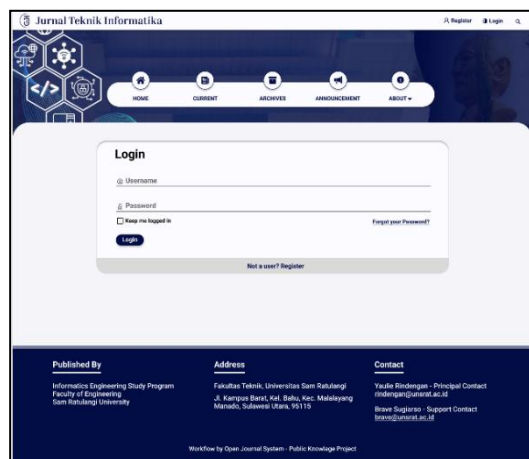 Jurnal Teknik Informatika
Register
Login
HOME
CURRENT
ARCHIVES
ANNOUNCEMENT
ABOUT
</>
Login
Username
Password
Keep me logged in
Forgot your Password?
Login
Not a user? Register
Published By
Informatics Engineering Study Program
Faculty of Engineering
Sam Ratulangi University
Address
Fakultas Teknik, Universitas Sam Ratulangi
Jl. Kampus Barat, Kel. Bahu, Kec. Malalayang
Manado, Sulawesi Utara, 95115
Contact
Yaulie Rindengan - Principal Contact
rindengan@unsrat.ac.id
Brave Sugiarso - Support Contact
brave@unsrat.ac.id
Workflow by Open Journal System - Public Knowlage Project